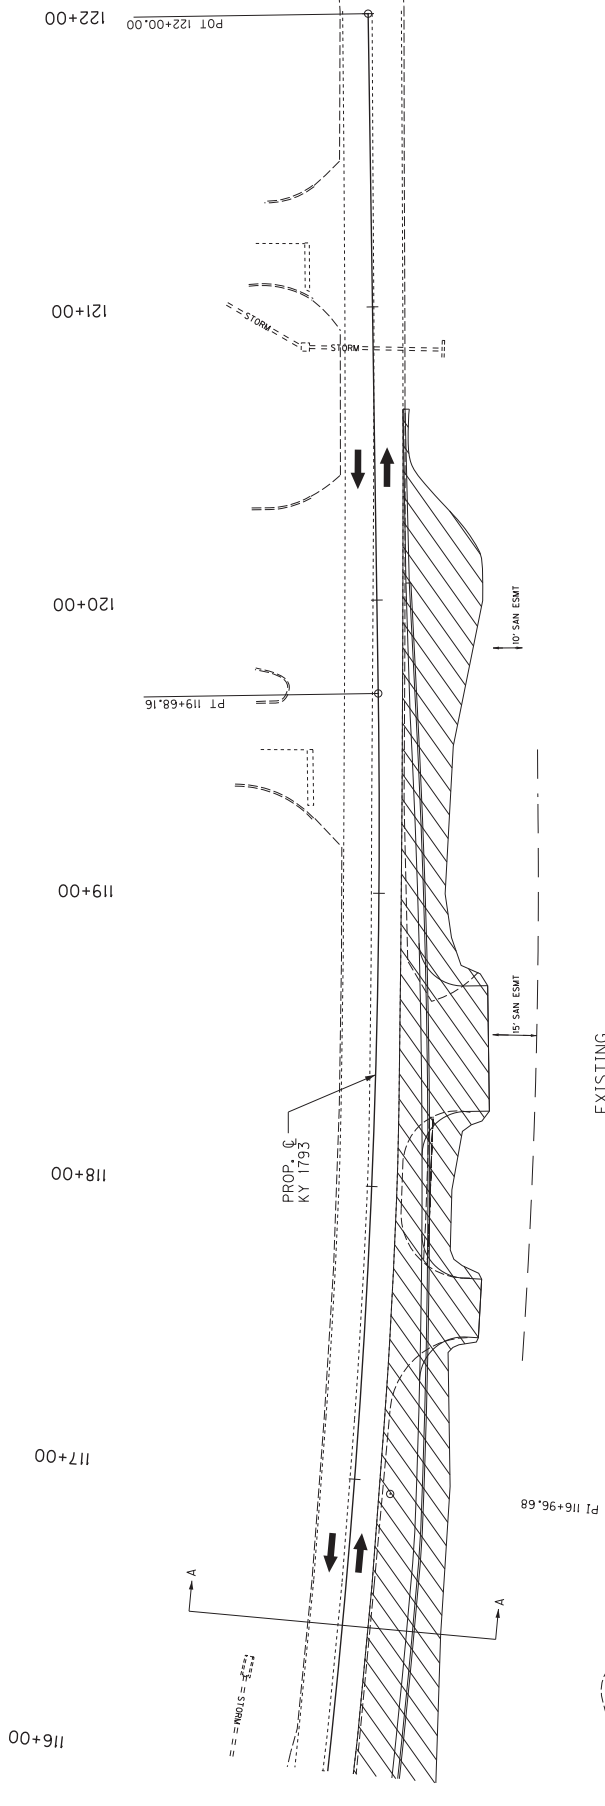 122+00
POT 122+00.00
121+00
STORM
STORM
120+00
10' SAN ESMT
PT 119+68.16
119+00
15' SAN ESMT
EXISTING
PROP. ℄
KY 1793
118+00
117+00
PI 116+96.68
A
A
STORM
116+00